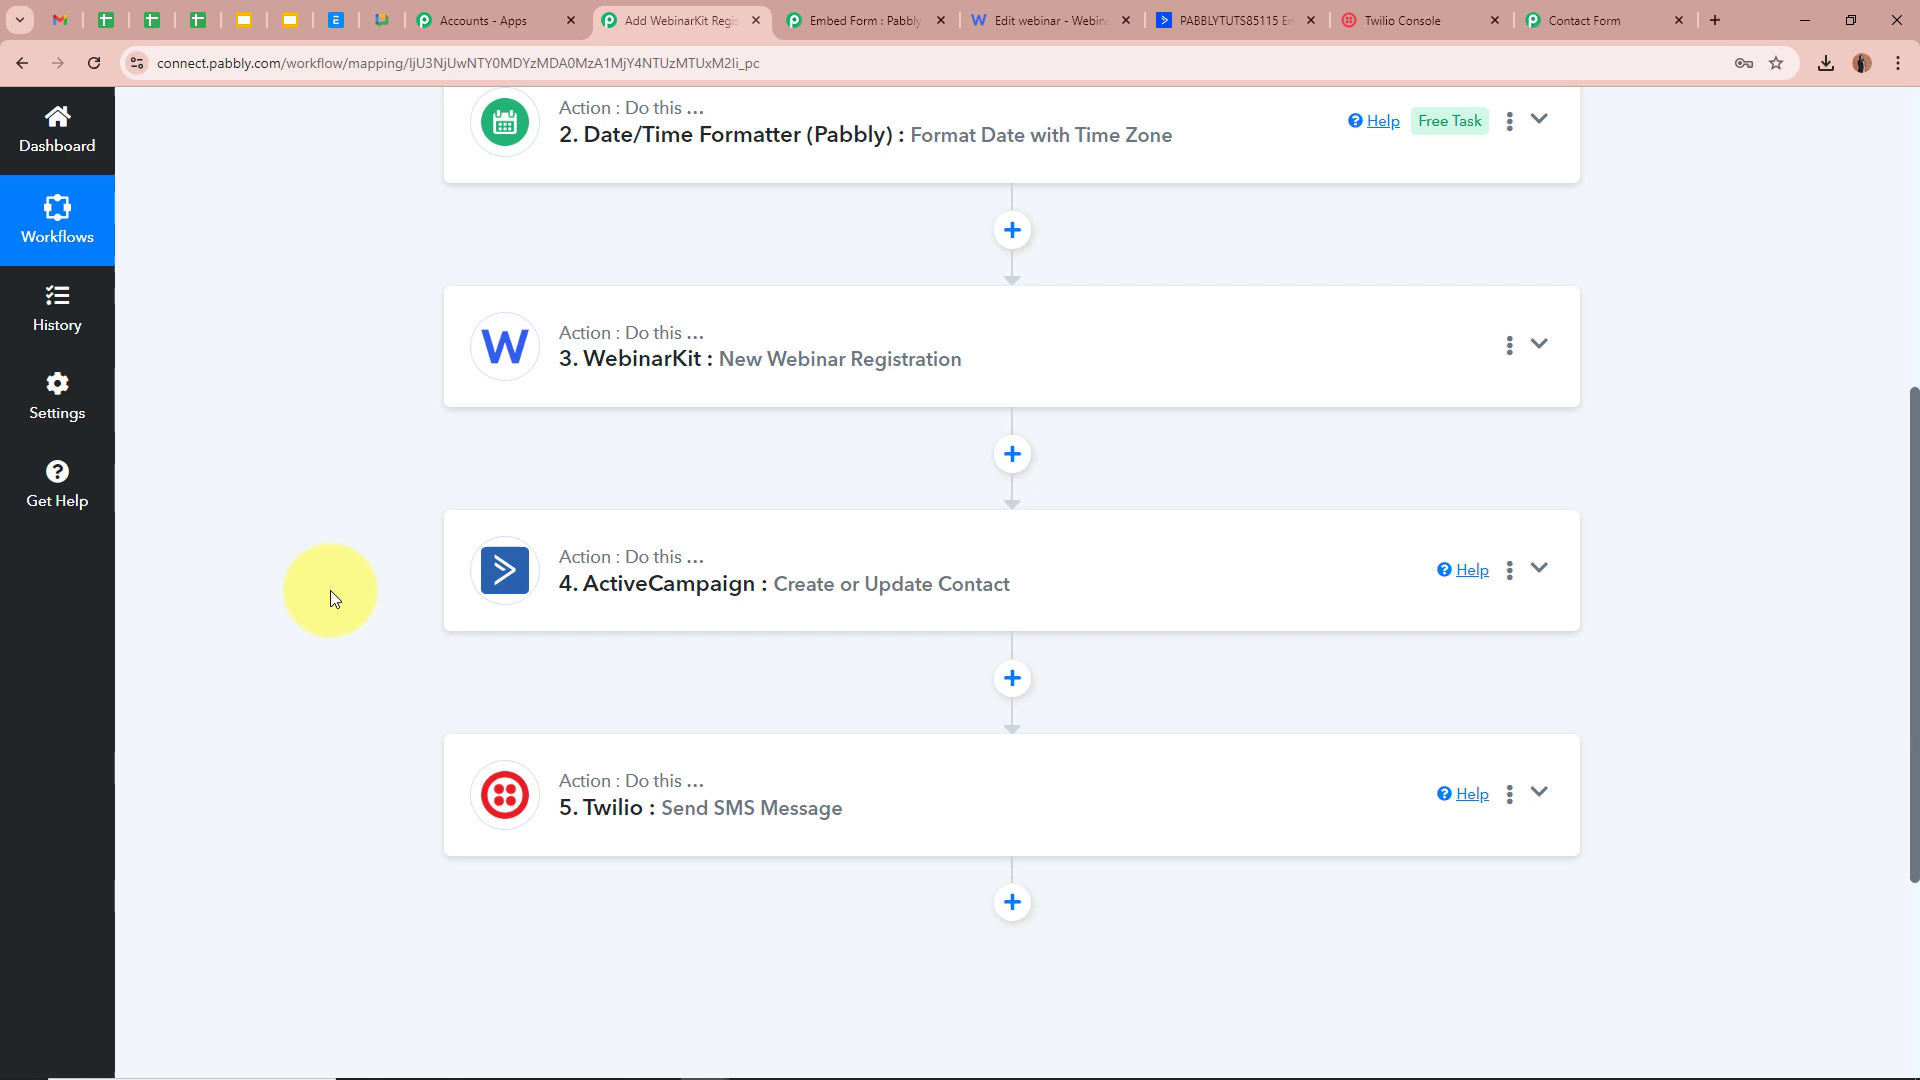 Accounts - Apps
Add WebinarKit Regis
Embed Form : Pabbly
Edit webinar - Webina
PABBLYTUTS85115 Em
Twilio Console
Contact Form
connect.pabbly.com/workflow/mapping/IjU3NjUwNTY0MDYzMDA0MzA1MjY4NTUzMTUxM2Ii_pc
Dashboard
Workflows
History
Settings
Get Help
Action : Do this ...
2. Date/Time Formatter (Pabbly) : Format Date with Time Zone
Help
Free Task
Action : Do this ...
3. WebinarKit : New Webinar Registration
Action : Do this ...
4. ActiveCampaign : Create or Update Contact
Help
Action : Do this ...
5. Twilio : Send SMS Message
Help